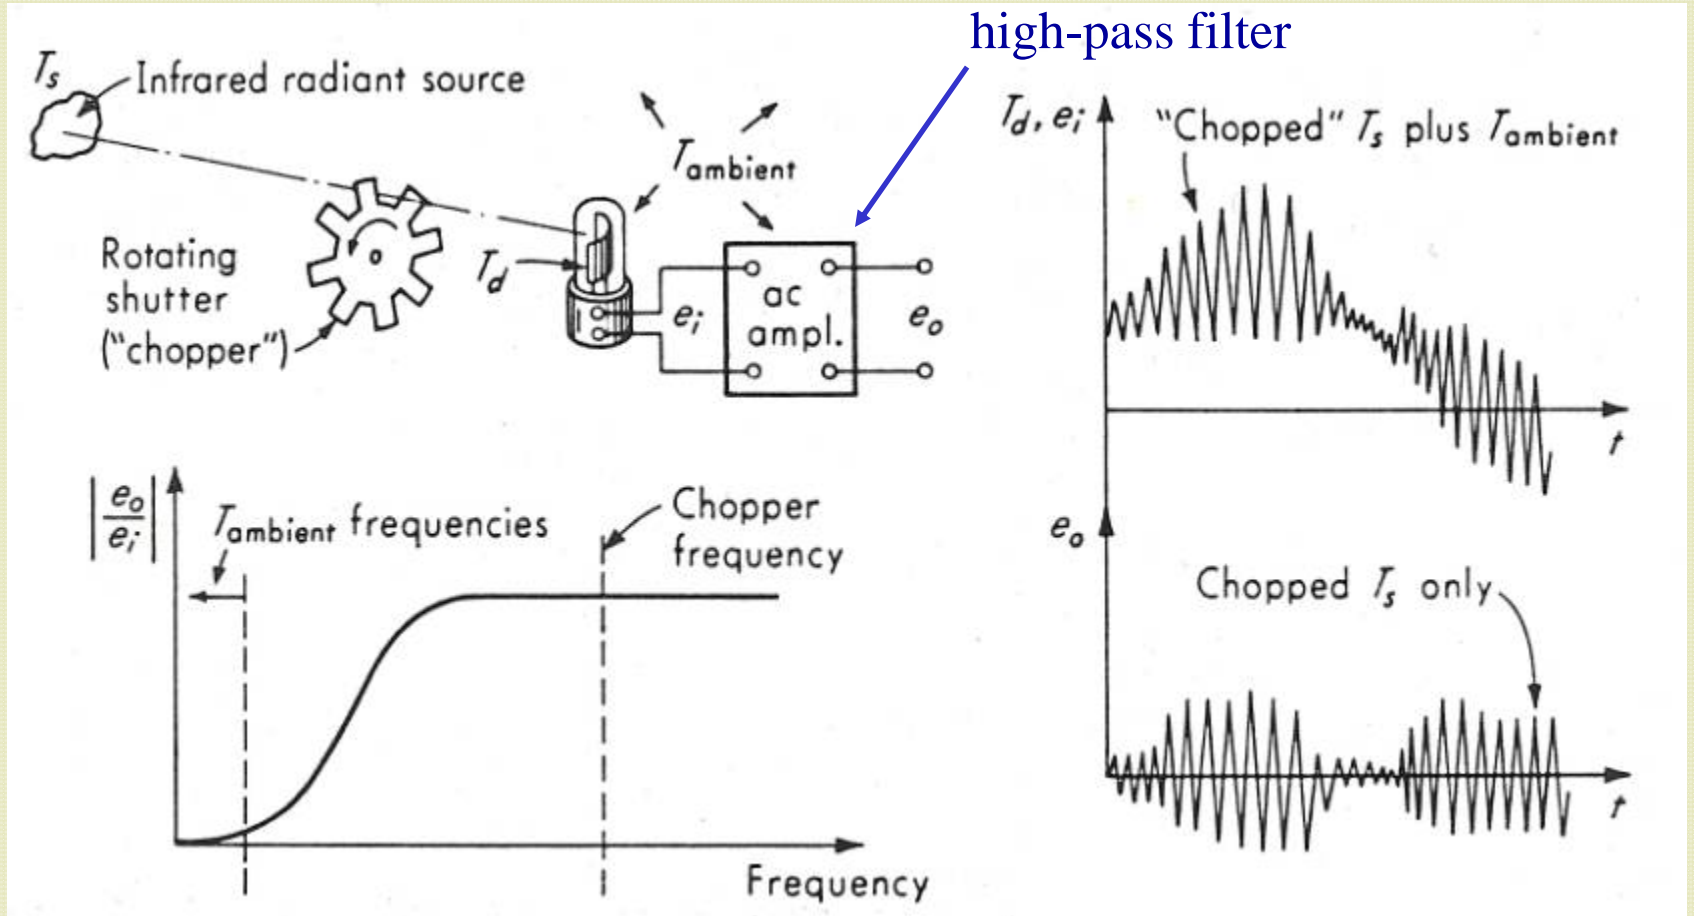 high-pass filter
Ts
Infrared radiant source
Tambient
Rotating
shutter
("chopper")
Td
ei
ac
ampl.
eo
Td, ei
"Chopped" Ts plus Tambient
t
|eo/ei|
Tambient frequencies
Chopper
frequency
Frequency
eo
Chopped Ts only
t